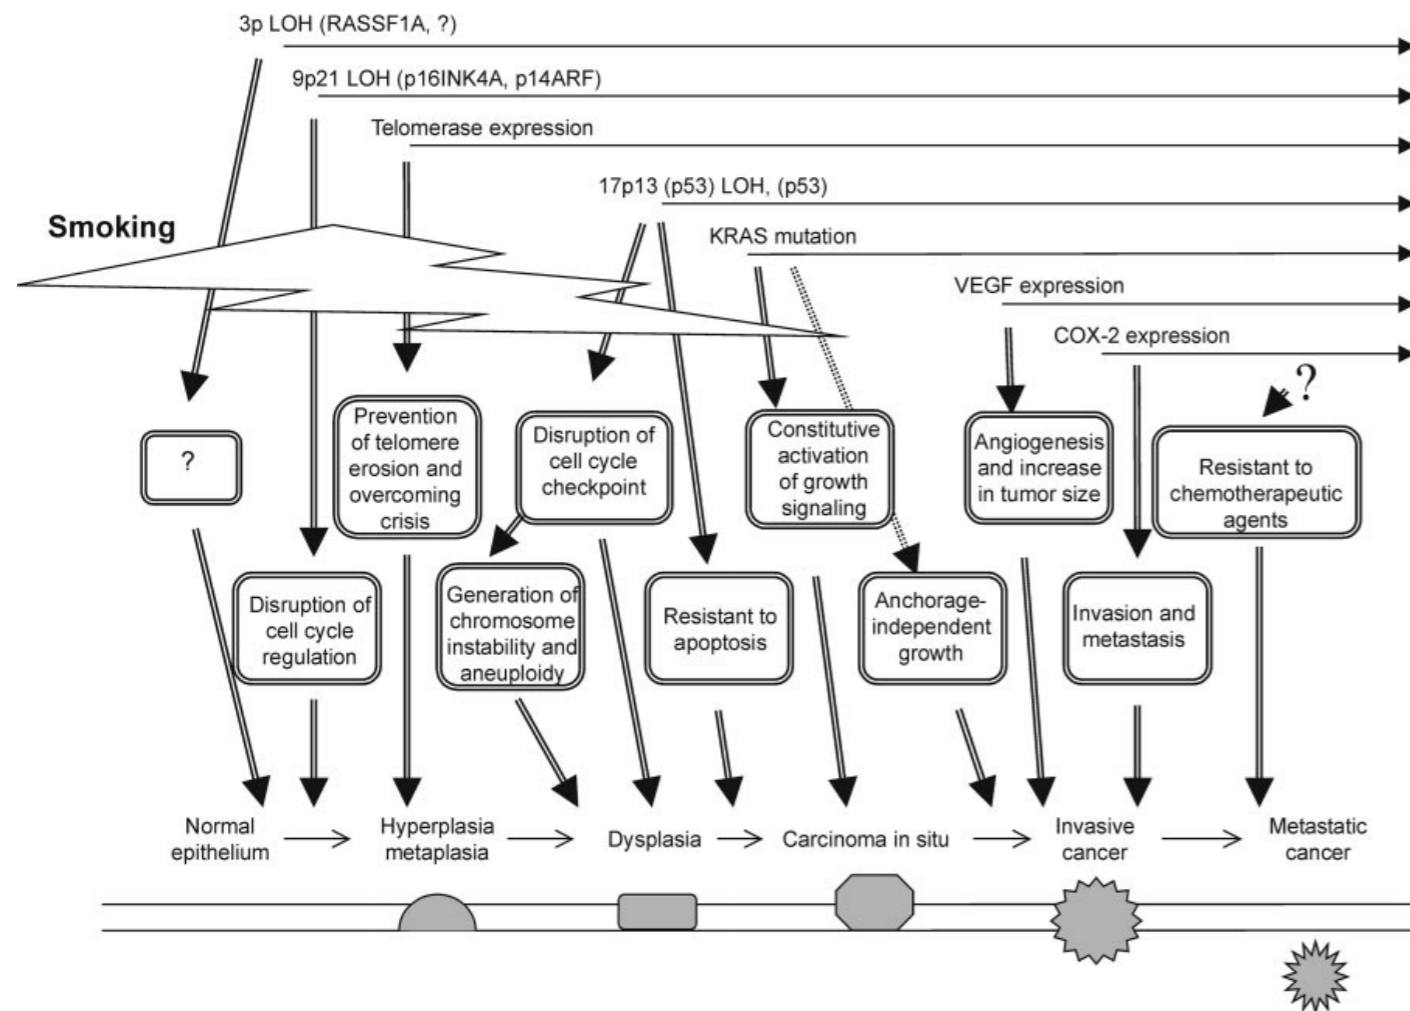 3p LOH (RASSF1A, ?)
9p21 LOH (p16INK4A, p14ARF)
Telomerase expression
17p13 (p53) LOH, (p53)
Smoking
KRAS mutation
VEGF expression
COX-2 expression
?
?
Prevention
of telomere
erosion and
overcoming
crisis
Disruption of
cell cycle
checkpoint
Constitutive
activation
of growth
signaling
Angiogenesis
and increase
in tumor size
Resistant to
chemotherapeutic
agents
Disruption of
cell cycle
regulation
Generation of
chromosome
instability and
aneuploidy
Resistant to
apoptosis
Anchorage-
independent
growth
Invasion and
metastasis
Normal
epithelium
Hyperplasia
metaplasia
Dysplasia
Carcinoma in situ
Invasive
cancer
Metastatic
cancer